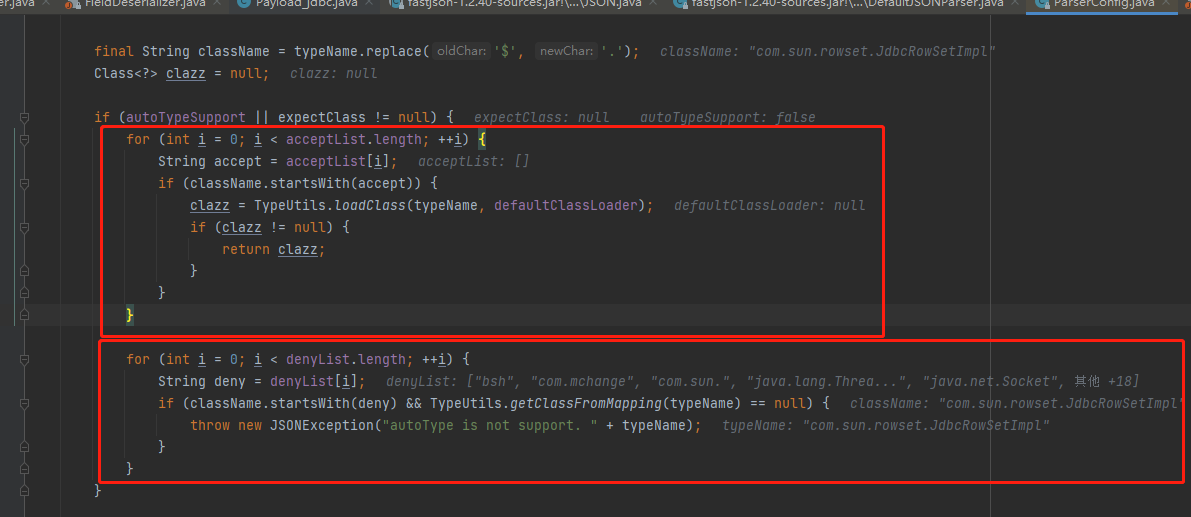 er.java FieldDeserializer.java Payload_jdbc.java fastjson-1.2.40-sources.jar!\...\JSON.java fastjson-1.2.40-sources.jar!\...\DefaultJSONParser.java ParserConfig.java
final String className = typeName.replace( oldChar: '$', newChar: '.'); className: "com.sun.rowset.JdbcRowSetImpl"
Class<?> clazz = null; clazz: null
if (autoTypeSupport || expectClass != null) { expectClass: null autoTypeSupport: false
for (int i = 0; i < acceptList.length; ++i) {
String accept = acceptList[i]; acceptList: []
if (className.startsWith(accept)) {
clazz = TypeUtils.loadClass(typeName, defaultClassLoader); defaultClassLoader: null
if (clazz != null) {
return clazz;
}
}
}
for (int i = 0; i < denyList.length; ++i) {
String deny = denyList[i]; denyList: ["bsh", "com.mchange", "com.sun.", "java.lang.Threa...", "java.net.Socket", 其他 +18]
if (className.startsWith(deny) && TypeUtils.getClassFromMapping(typeName) == null) { className: "com.sun.rowset.JdbcRowSetImpl"
throw new JSONException("autoType is not support. " + typeName); typeName: "com.sun.rowset.JdbcRowSetImpl"
}
}
}